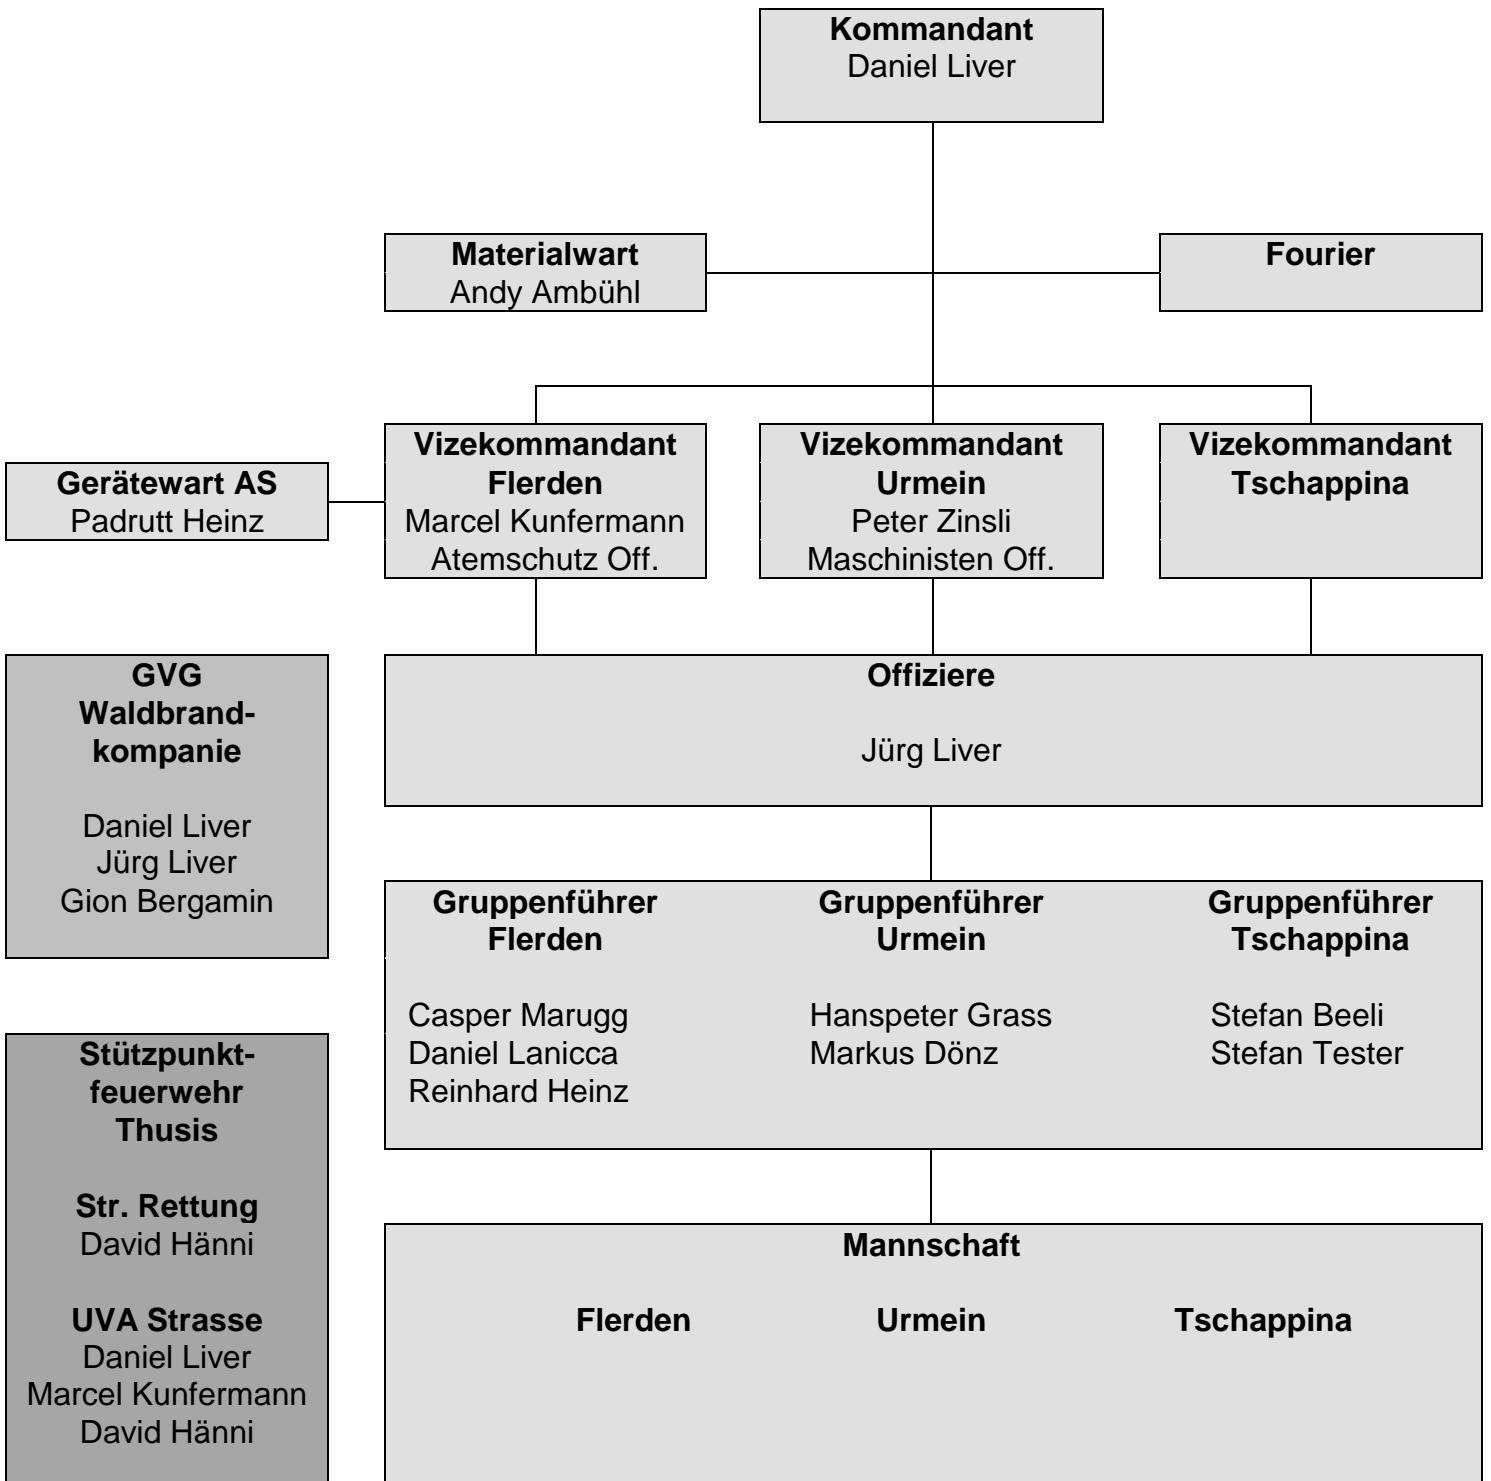 Kommandant
Daniel Liver
Materialwart
Andy Ambühl
Fourier
Gerätewart AS
Padrutt Heinz
Vizekommandant
Flerden
Marcel Kunfermann
Atemschutz Off.
Vizekommandant
Urmein
Peter Zinsli
Maschinisten Off.
Vizekommandant
Tschappina
GVG
Waldbrand-
kompanie
Daniel Liver
Jürg Liver
Gion Bergamin
Offiziere
Jürg Liver
Gruppenführer
Flerden
Casper Marugg
Daniel Lanicca
Reinhard Heinz
Gruppenführer
Urmein
Hanspeter Grass
Markus Dönz
Gruppenführer
Tschappina
Stefan Beeli
Stefan Tester
Stützpunkt-
feuerwehr
Thusis
Str. Rettung
David Hänni
UVA Strasse
Daniel Liver
Marcel Kunfermann
David Hänni
Mannschaft
Flerden
Urmein
Tschappina